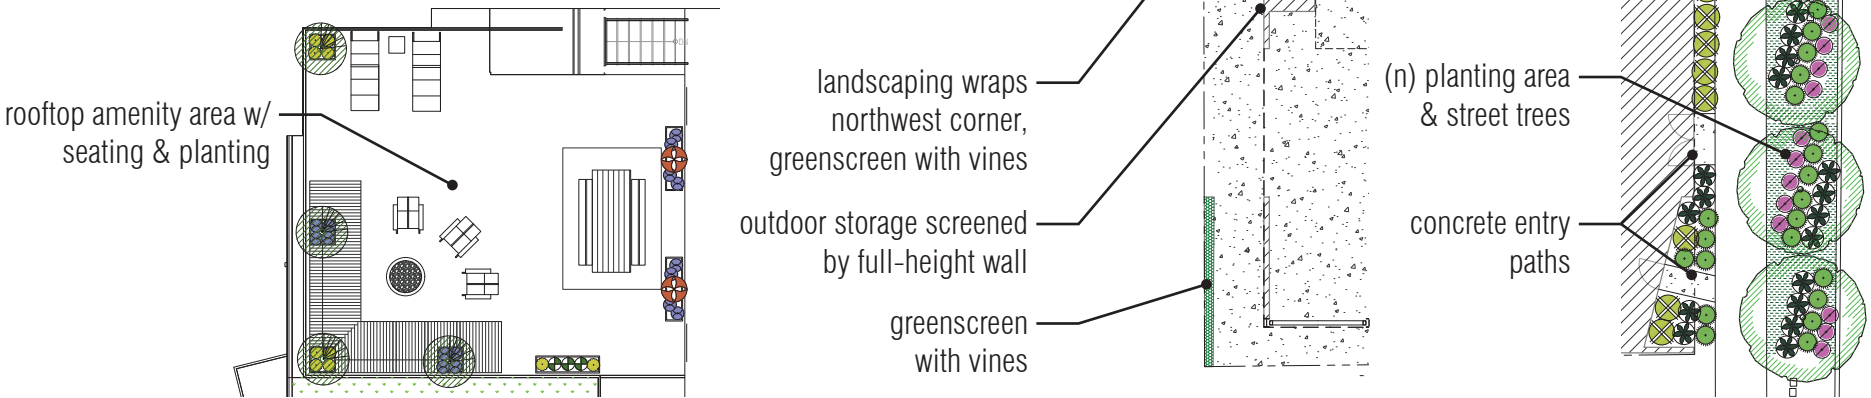 rooftop amenity area w/
seating & planting
DN
landscaping wraps
northwest corner,
greenscreen with vines
outdoor storage screened
by full-height wall
greenscreen
with vines
(n) planting area
& street trees
concrete entry
paths